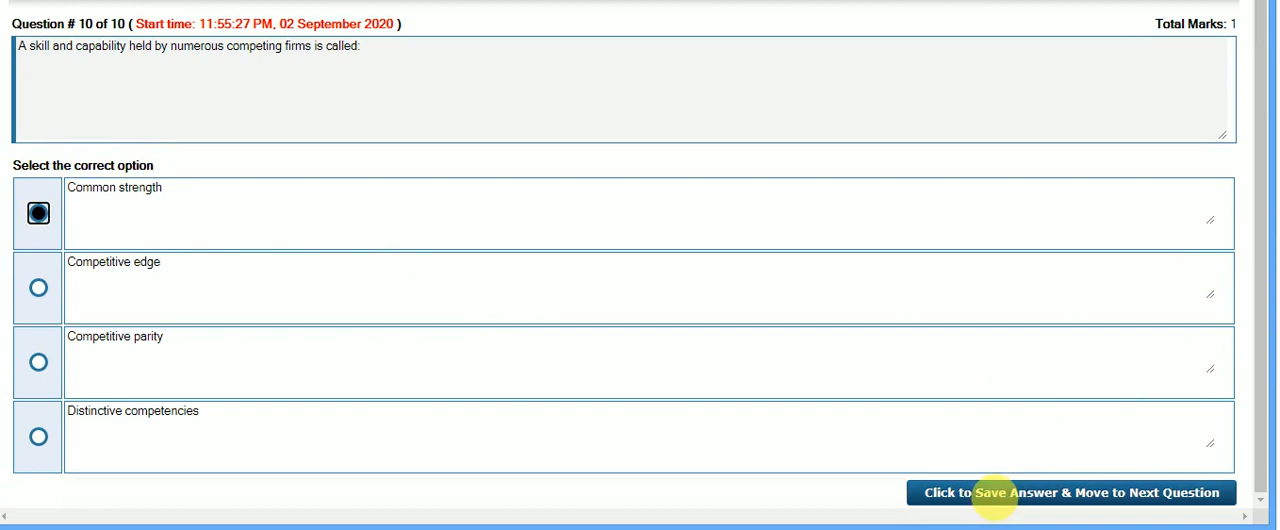 Question # 10 of 10 ( Start time: 11:55:27 PM, 02 September 2020 ) Total Marks: 1
A skill and capability held by numerous competing firms is called:
Select the correct option
Common strength
Competitive edge
Competitive parity
Distinctive competencies
Click to Save Answer & Move to Next Question